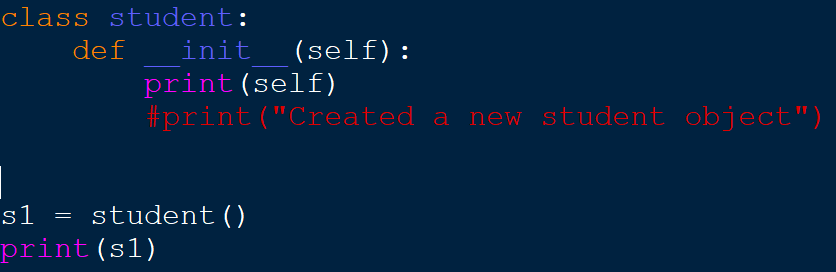 class student:
    def __init__(self):
        print(self)
        #print("Created a new student object")
s1 = student()
print(s1)